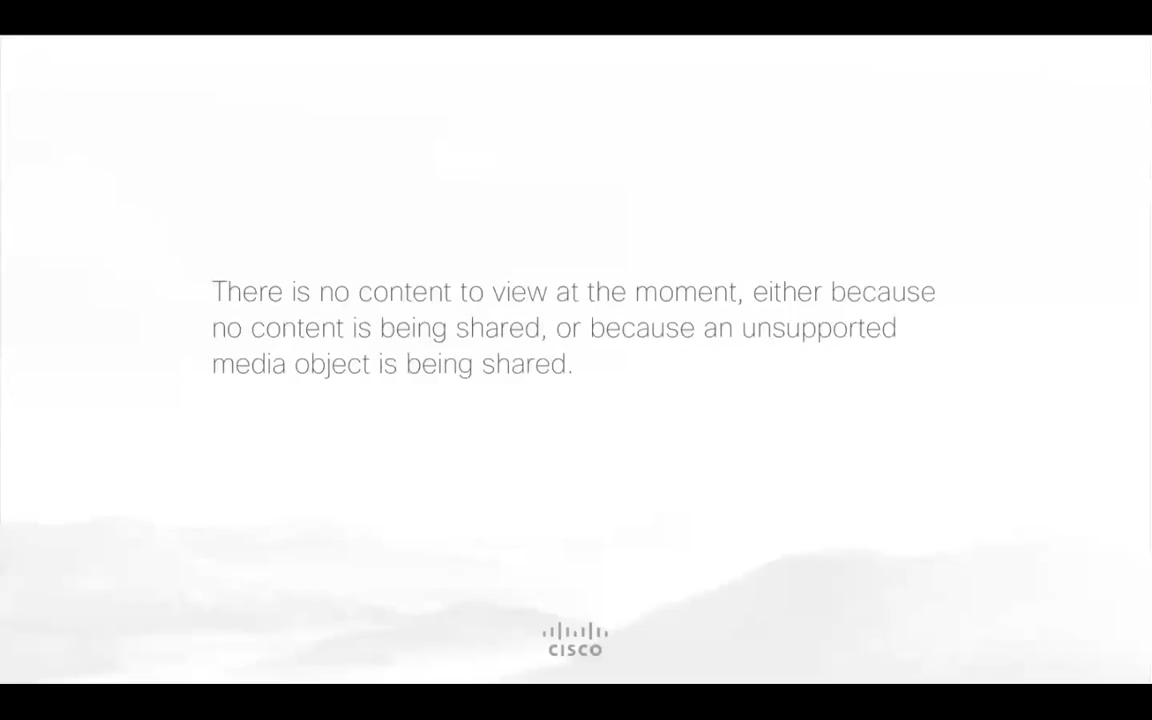 There is no content to view at the moment, either because
no content is being shared, or because an unsupported
media object is being shared.
CISCO